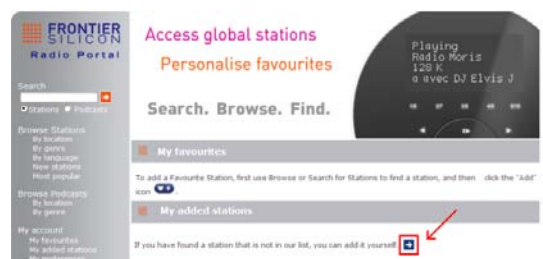 FRONTIER
SILICON
Radio Portal
Search
Stations Podcasts
Browse Stations
By location
By genre
By language
New stations
Most popular
Browse Podcasts
By location
By genre
My account
My favourites
My added stations
My preferences
Access global stations
Personalise favourites
Search. Browse. Find.
Playing
Radio Moris
128 K
a avec DJ Elvis J
My favourites
To add a Favourite Station, first use Browse or Search for Stations to find a station, and then click the "Add"
icon
My added stations
If you have found a station that is not in our list, you can add it yourself.